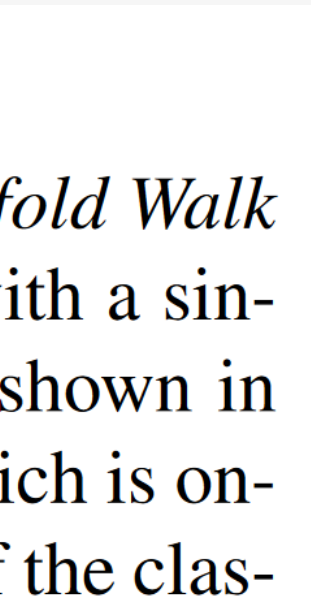 fold Walk
ith a sin-
shown in
ich is on-
f the clas-